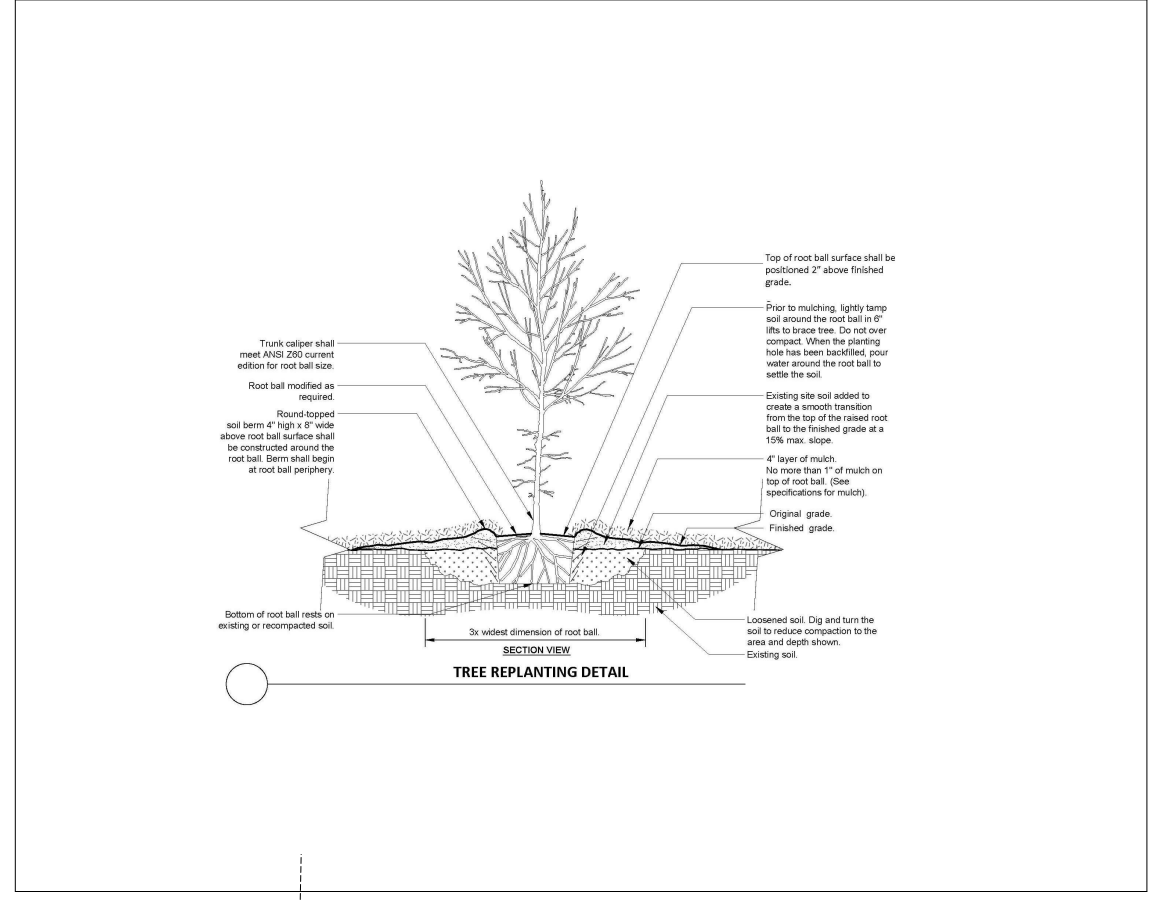 Top of root ball surface shall be
positioned 2" above finished
grade.
Prior to mulching, lightly tamp
soil around the root ball in 6"
lifts to brace tree. Do not over
compact. When the planting
hole has been backfilled, pour
water around the root ball to
settle the soil.
Existing site soil added to
create a smooth transition
from the top of the raised root
ball to the finished grade at a
15% max. slope.
4" layer of mulch.
No more than 1" of mulch on
top of root ball. (See
specifications for mulch).
Original grade.
Finished grade.
Trunk caliper shall
meet ANSI Z60 current
edition for root ball size.
Root ball modified as
required.
Round-topped
soil berm 4" high x 8" wide
above root ball surface shall
be constructed around the
root ball. Berm shall begin
at root ball periphery.
Bottom of root ball rests on
existing or recompacted soil.
Loosened soil. Dig and turn the
soil to reduce compaction to the
area and depth shown.
Existing soil.
3x widest dimension of root ball.
SECTION VIEW
TREE REPLANTING DETAIL